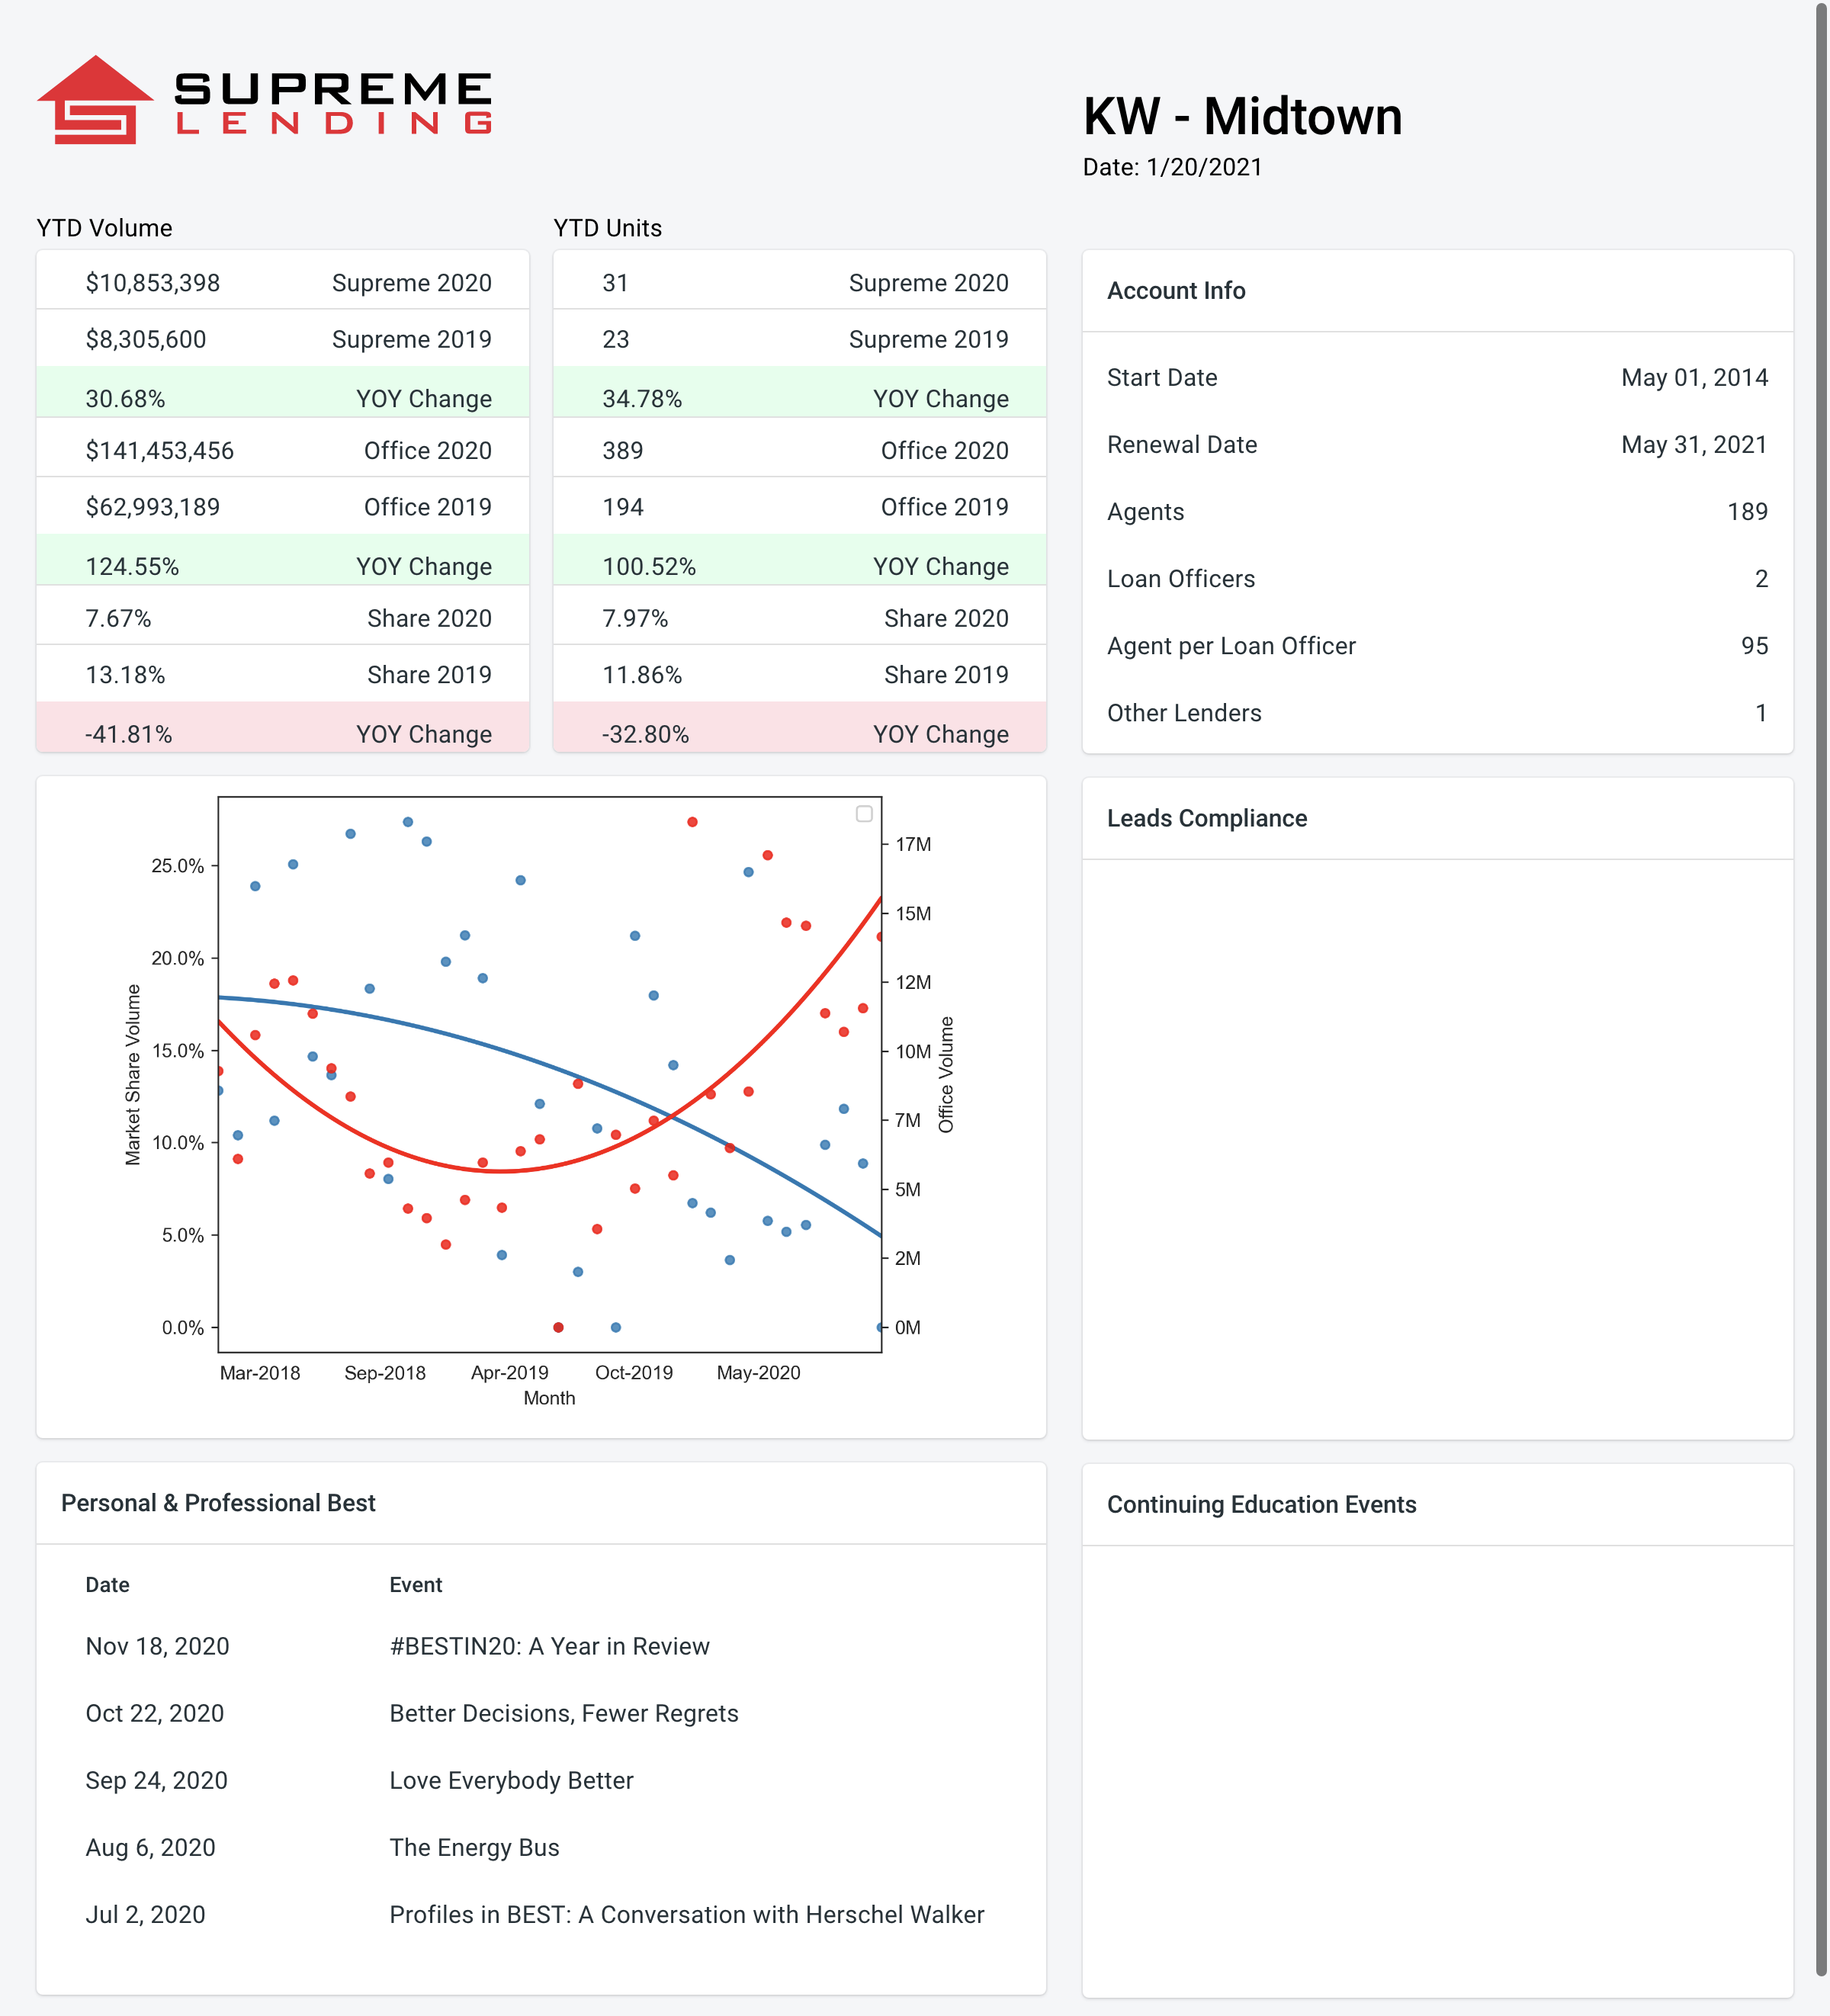 SUPREME
LENDING
KW - Midtown
Date: 1/20/2021
YTD Volume
$10,853,398 Supreme 2020
$8,305,600 Supreme 2019
30.68% YOY Change
$141,453,456 Office 2020
$62,993,189 Office 2019
124.55% YOY Change
7.67% Share 2020
13.18% Share 2019
-41.81% YOY Change
YTD Units
31 Supreme 2020
23 Supreme 2019
34.78% YOY Change
389 Office 2020
194 Office 2019
100.52% YOY Change
7.97% Share 2020
11.86% Share 2019
-32.80% YOY Change
Account Info
Start Date May 01, 2014
Renewal Date May 31, 2021
Agents 189
Loan Officers 2
Agent per Loan Officer 95
Other Lenders 1
Market Share Volume
25.0%
20.0%
15.0%
10.0%
5.0%
0.0%
17M
15M
12M
10M
7M
5M
2M
0M
Office Volume
Mar-2018 Sep-2018 Apr-2019 Oct-2019 May-2020
Month
Leads Compliance
Personal & Professional Best
Date Event
Nov 18, 2020 #BESTIN20: A Year in Review
Oct 22, 2020 Better Decisions, Fewer Regrets
Sep 24, 2020 Love Everybody Better
Aug 6, 2020 The Energy Bus
Jul 2, 2020 Profiles in BEST: A Conversation with Herschel Walker
Continuing Education Events